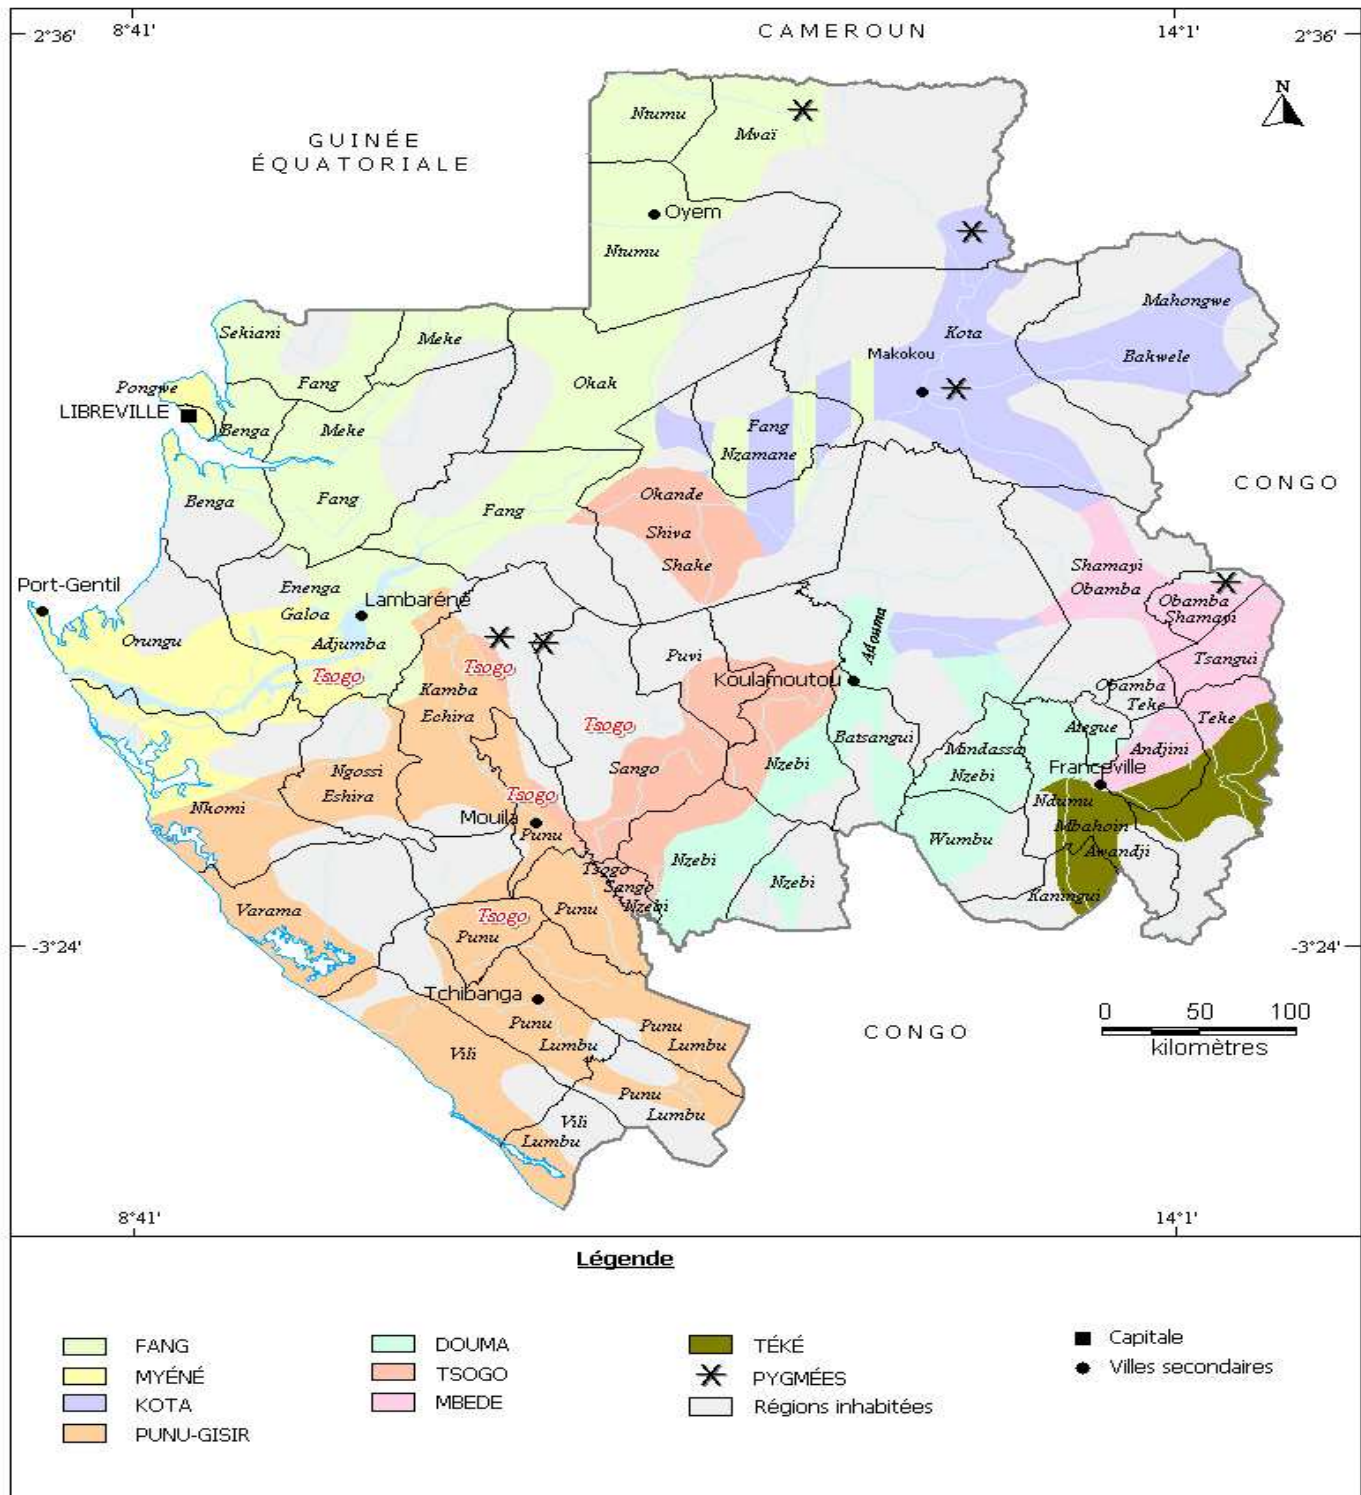 2°36'
8°41'
CAMEROUN
14°1'
2°36'
N
GUINÉE
ÉQUATORIALE
Ntumu
Mvaï
Oyem
Ntumu
Mahongwe
Sekiani
Meke
Kota
Makokou
Bakwele
Pongwe
Fang
Okak
LIBREVILLE
Benga
Meke
Fang
Nzamane
CONGO
Benga
Fang
Fang
Okande
Shiva
Shake
Shamayi
Obamba
Port-Gentil
Enenga
Galoa
Lambaréné
Adjumba
Orungu
Obamba
Shamayi
Adouma
Tsogo
Tsogo
Kamba
Echira
Puvi
Koulamoutou
Tsangui
Obamba
Teke
Teke
Tsogo
Batsangui
Mindassa
Nzebi
Ategue
Andjini
Franceville
Sango
Nzebi
Ngossi
Eshira
Nkomi
Tsogo
Mouila
Punu
Ndumu
Mbahoin
Awandji
Wumbu
Kaningui
Nzebi
Nzebi
Tsogo
Sango
Nzebi
Varama
Tsogo
Punu
Punu
-3°24'
-3°24'
Tchibanga
Punu
Lumbu
Punu
Lumbu
CONGO
0 50 100
kilomètres
Vili
Punu
Lumbu
Vili
Lumbu
8°41'
14°1'
Légende
FANG
MYÉNÉ
KOTA
PUNU-GISIR
DOUMA
TSOGO
MBEDE
TÉKÉ
PYGMÉES
Régions inhabitées
Capitale
Villes secondaires